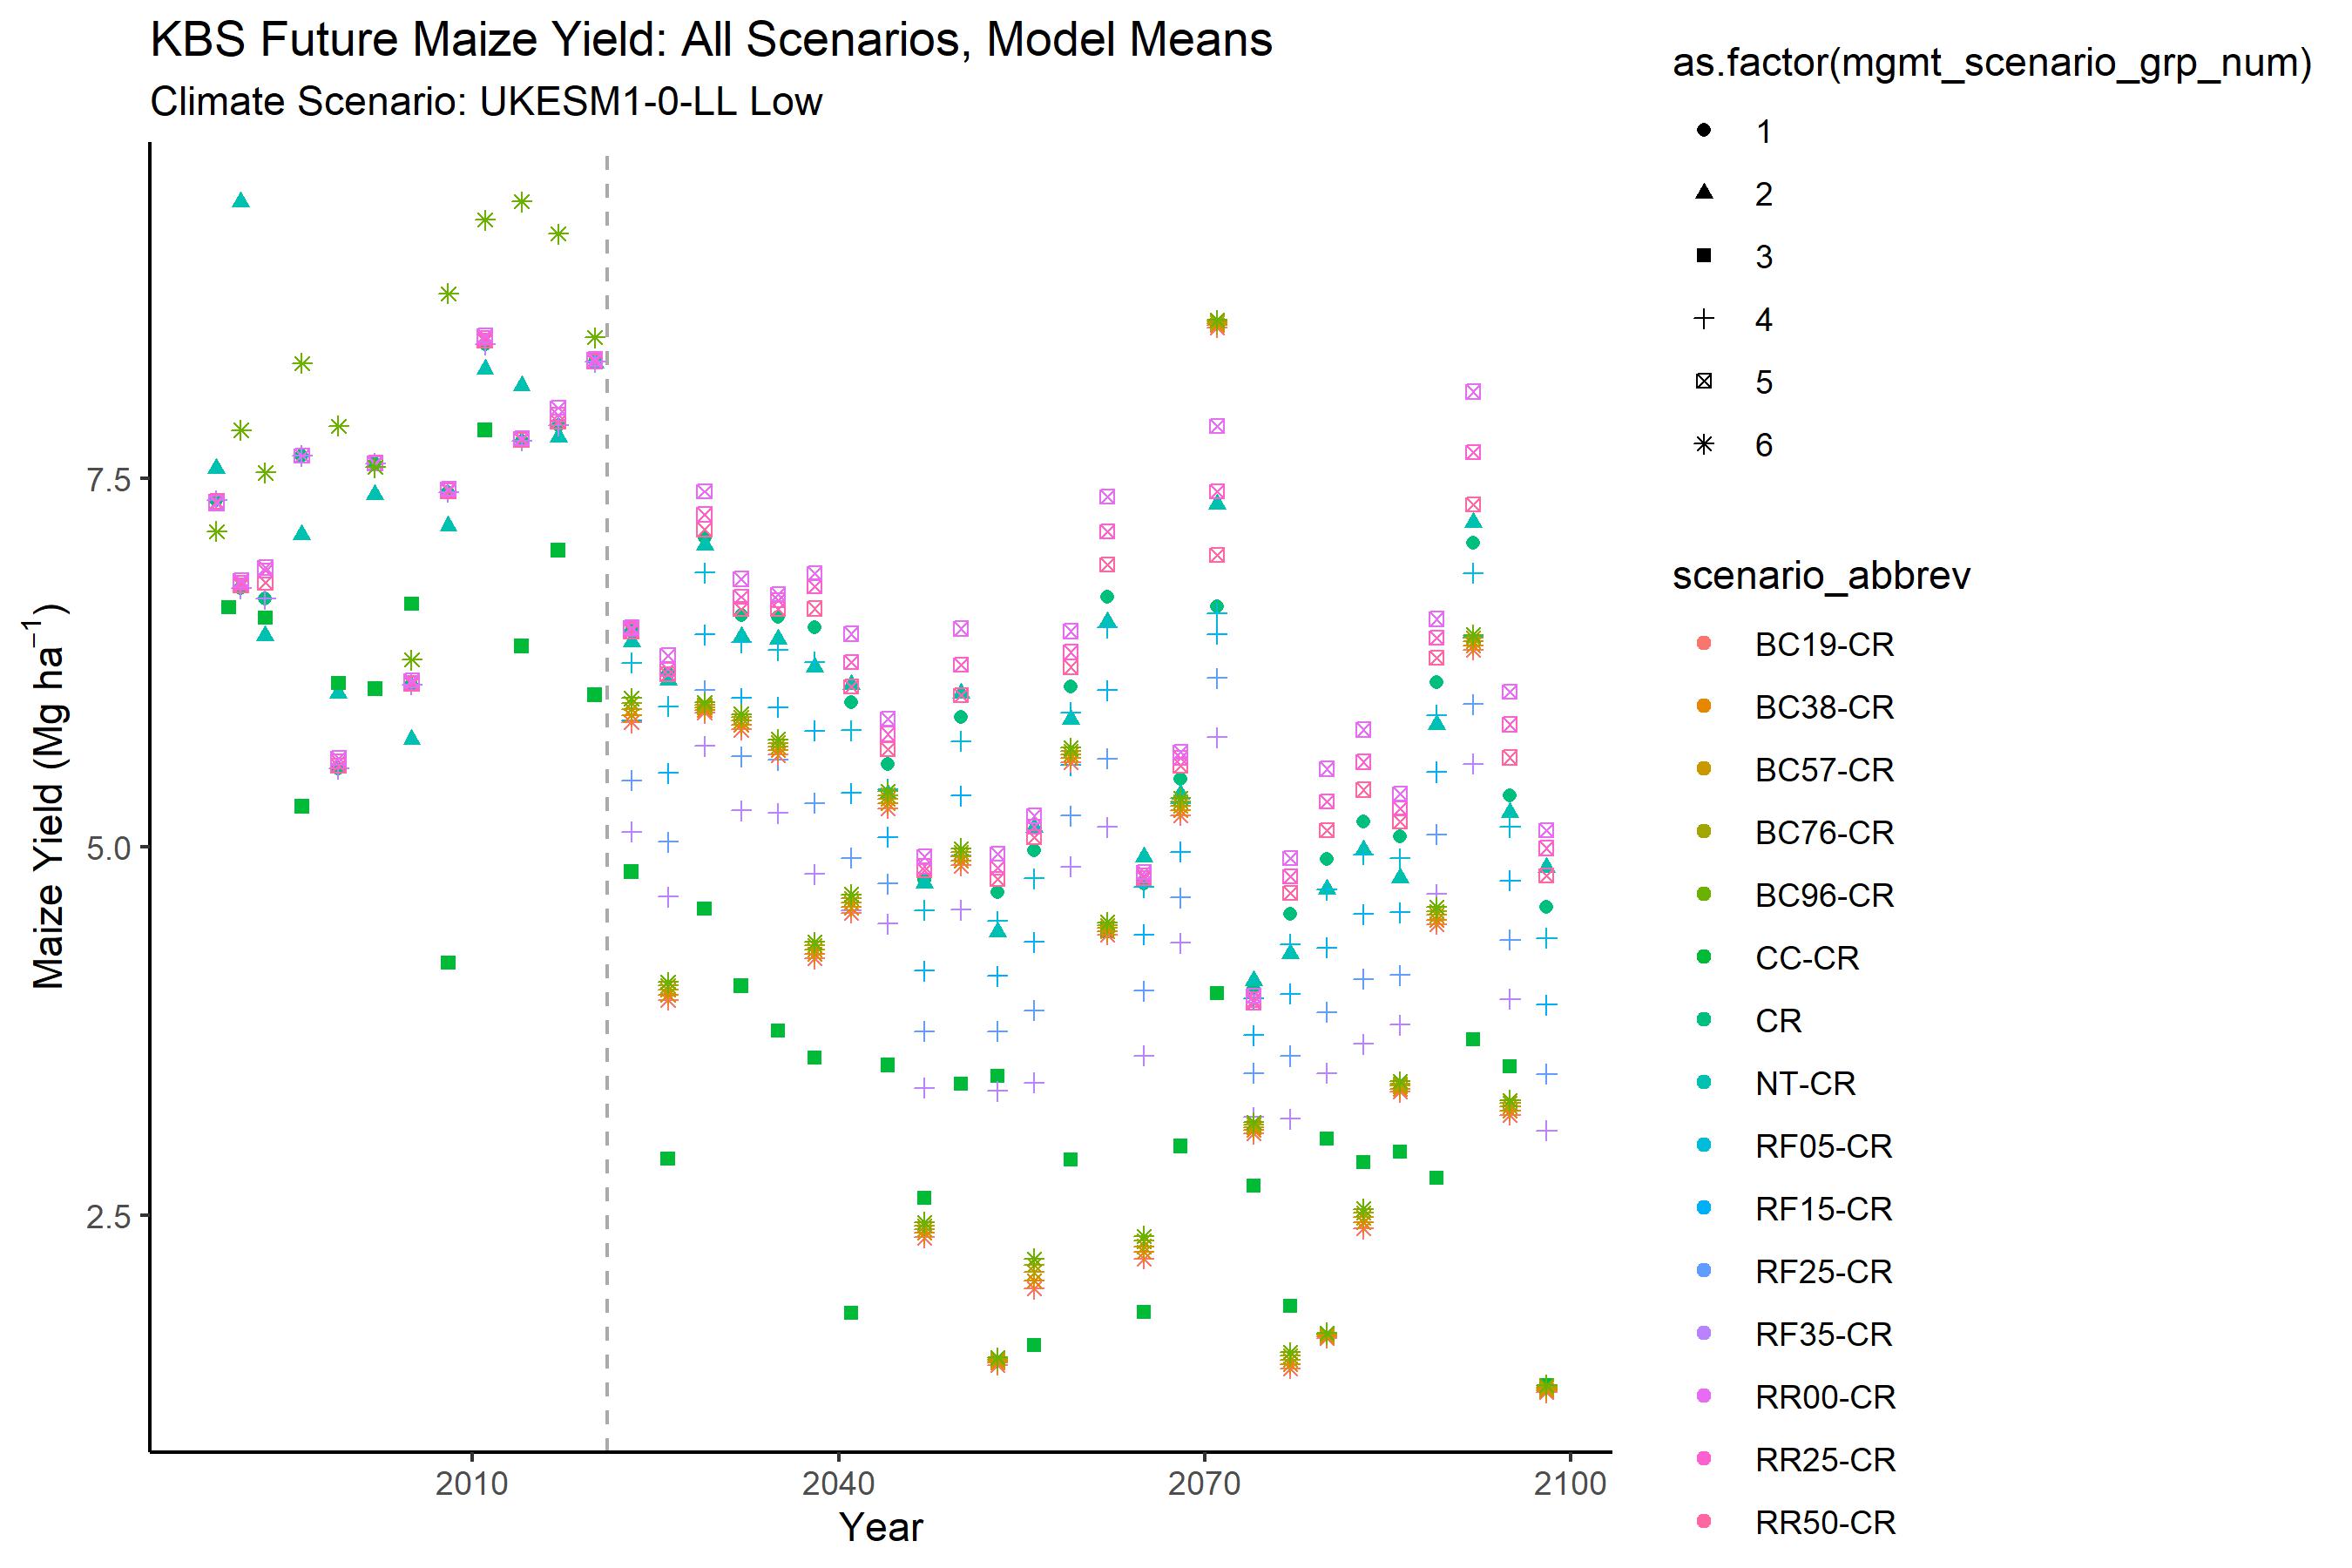 KBS Future Maize Yield: All Scenarios, Model Means
Climate Scenario: UKESM1-0-LL Low
Maize Yield (Mg ha⁻¹)
7.5
5.0
2.5
2010
2040
2070
2100
Year
as.factor(mgmt_scenario_grp_num)
1
2
3
4
5
6
scenario_abbrev
BC19-CR
BC38-CR
BC57-CR
BC76-CR
BC96-CR
CC-CR
CR
NT-CR
RF05-CR
RF15-CR
RF25-CR
RF35-CR
RR00-CR
RR25-CR
RR50-CR